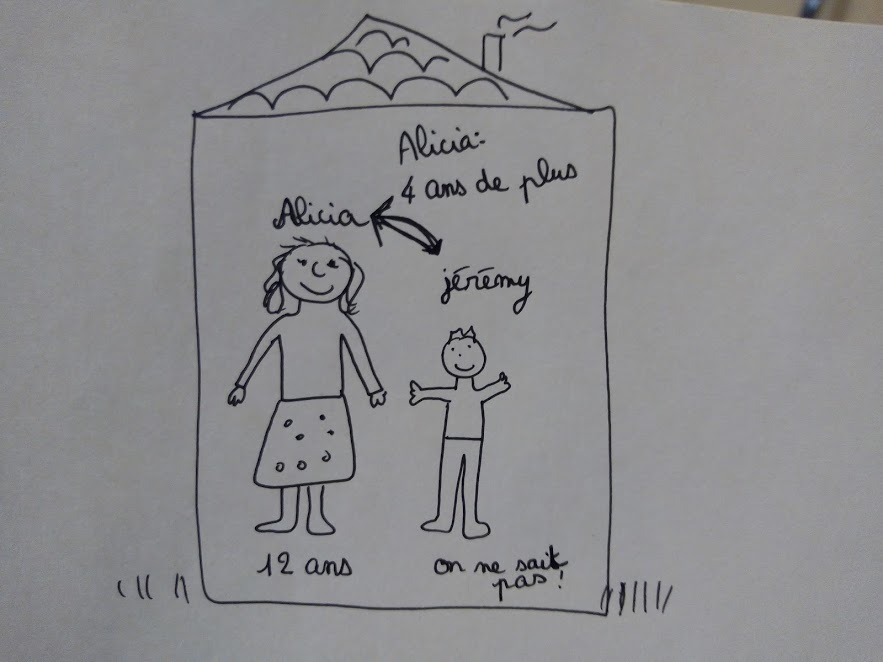 Alicia:
4 ans de plus
Alicia
jérémy
12 ans
on ne sait
pas!